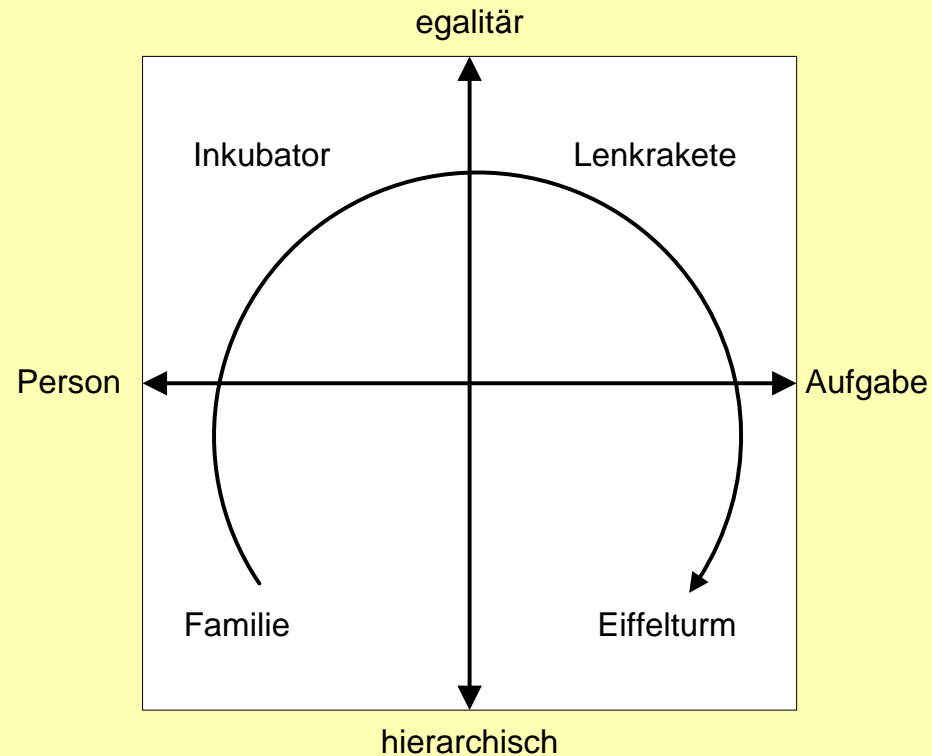 egalitär
Inkubator
Lenkrakete
Person
Aufgabe
Familie
Eiffelturm
hierarchisch